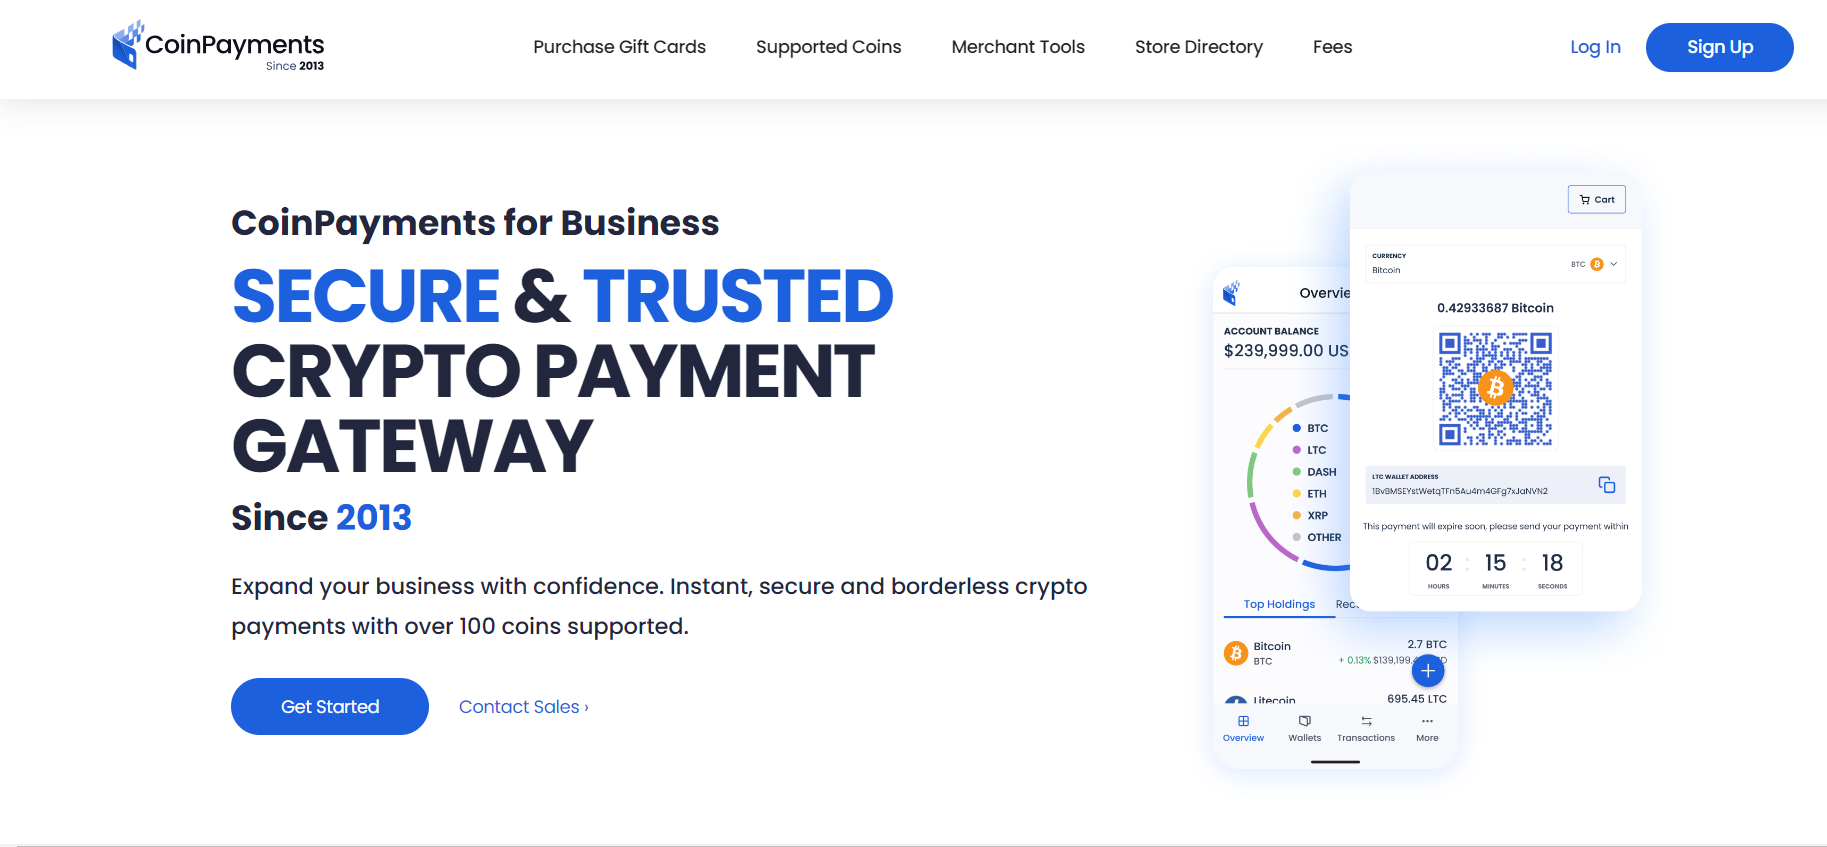 CoinPayments
Since 2013
Purchase Gift Cards
Supported Coins
Merchant Tools
Store Directory
Fees
Log In
Sign Up
CoinPayments for Business
SECURE & TRUSTED
CRYPTO PAYMENT
GATEWAY
Since 2013
Expand your business with confidence. Instant, secure and borderless crypto
payments with over 100 coins supported.
Get Started
Contact Sales ›
Overvie
ACCOUNT BALANCE
$239,999.00 US
BTC
LTC
DASH
ETH
XRP
OTHER
Top Holdings
Rec
Bitcoin
2.7 BTC
BTC
+ 0.13% $139,199.
Litecoin
695.45 LTC
Overview
Wallets
Transactions
More
Cart
CURRENCY
Bitcoin
BTC
0.42933687 Bitcoin
LTC WALLET ADDRESS
1BvBMSEYstWetqTFn5Au4m4GFg7xJaNVN2
This payment will expire soon, please send your payment within
02 : 15 : 18
HOURS MINUTES SECONDS